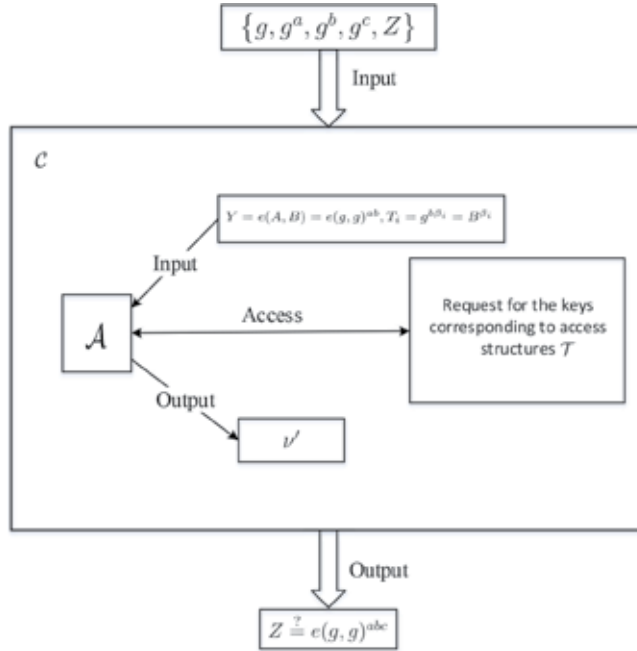 {g, g^a, g^b, g^c, Z}
Input
𝒞
Y = e(A, B) = e(g, g)^{ab}, T_i = g^{bβ_i} = B^{β_i}
Input
𝒜
Access
Request for the keys
corresponding to access
structures 𝒯
Output
ν′
Output
Z ≟ e(g, g)^{abc}